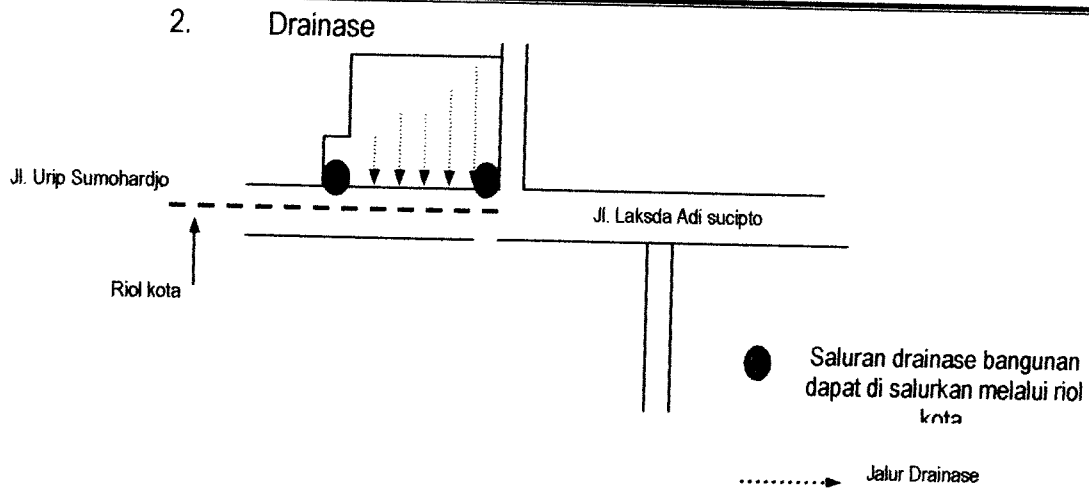 2. Drainase
Jl. Urip Sumohardjo
Jl. Laksda Adi sucipto
Riol kota
Saluran drainase bangunan
dapat di salurkan melalui riol
kota
Jalur Drainase